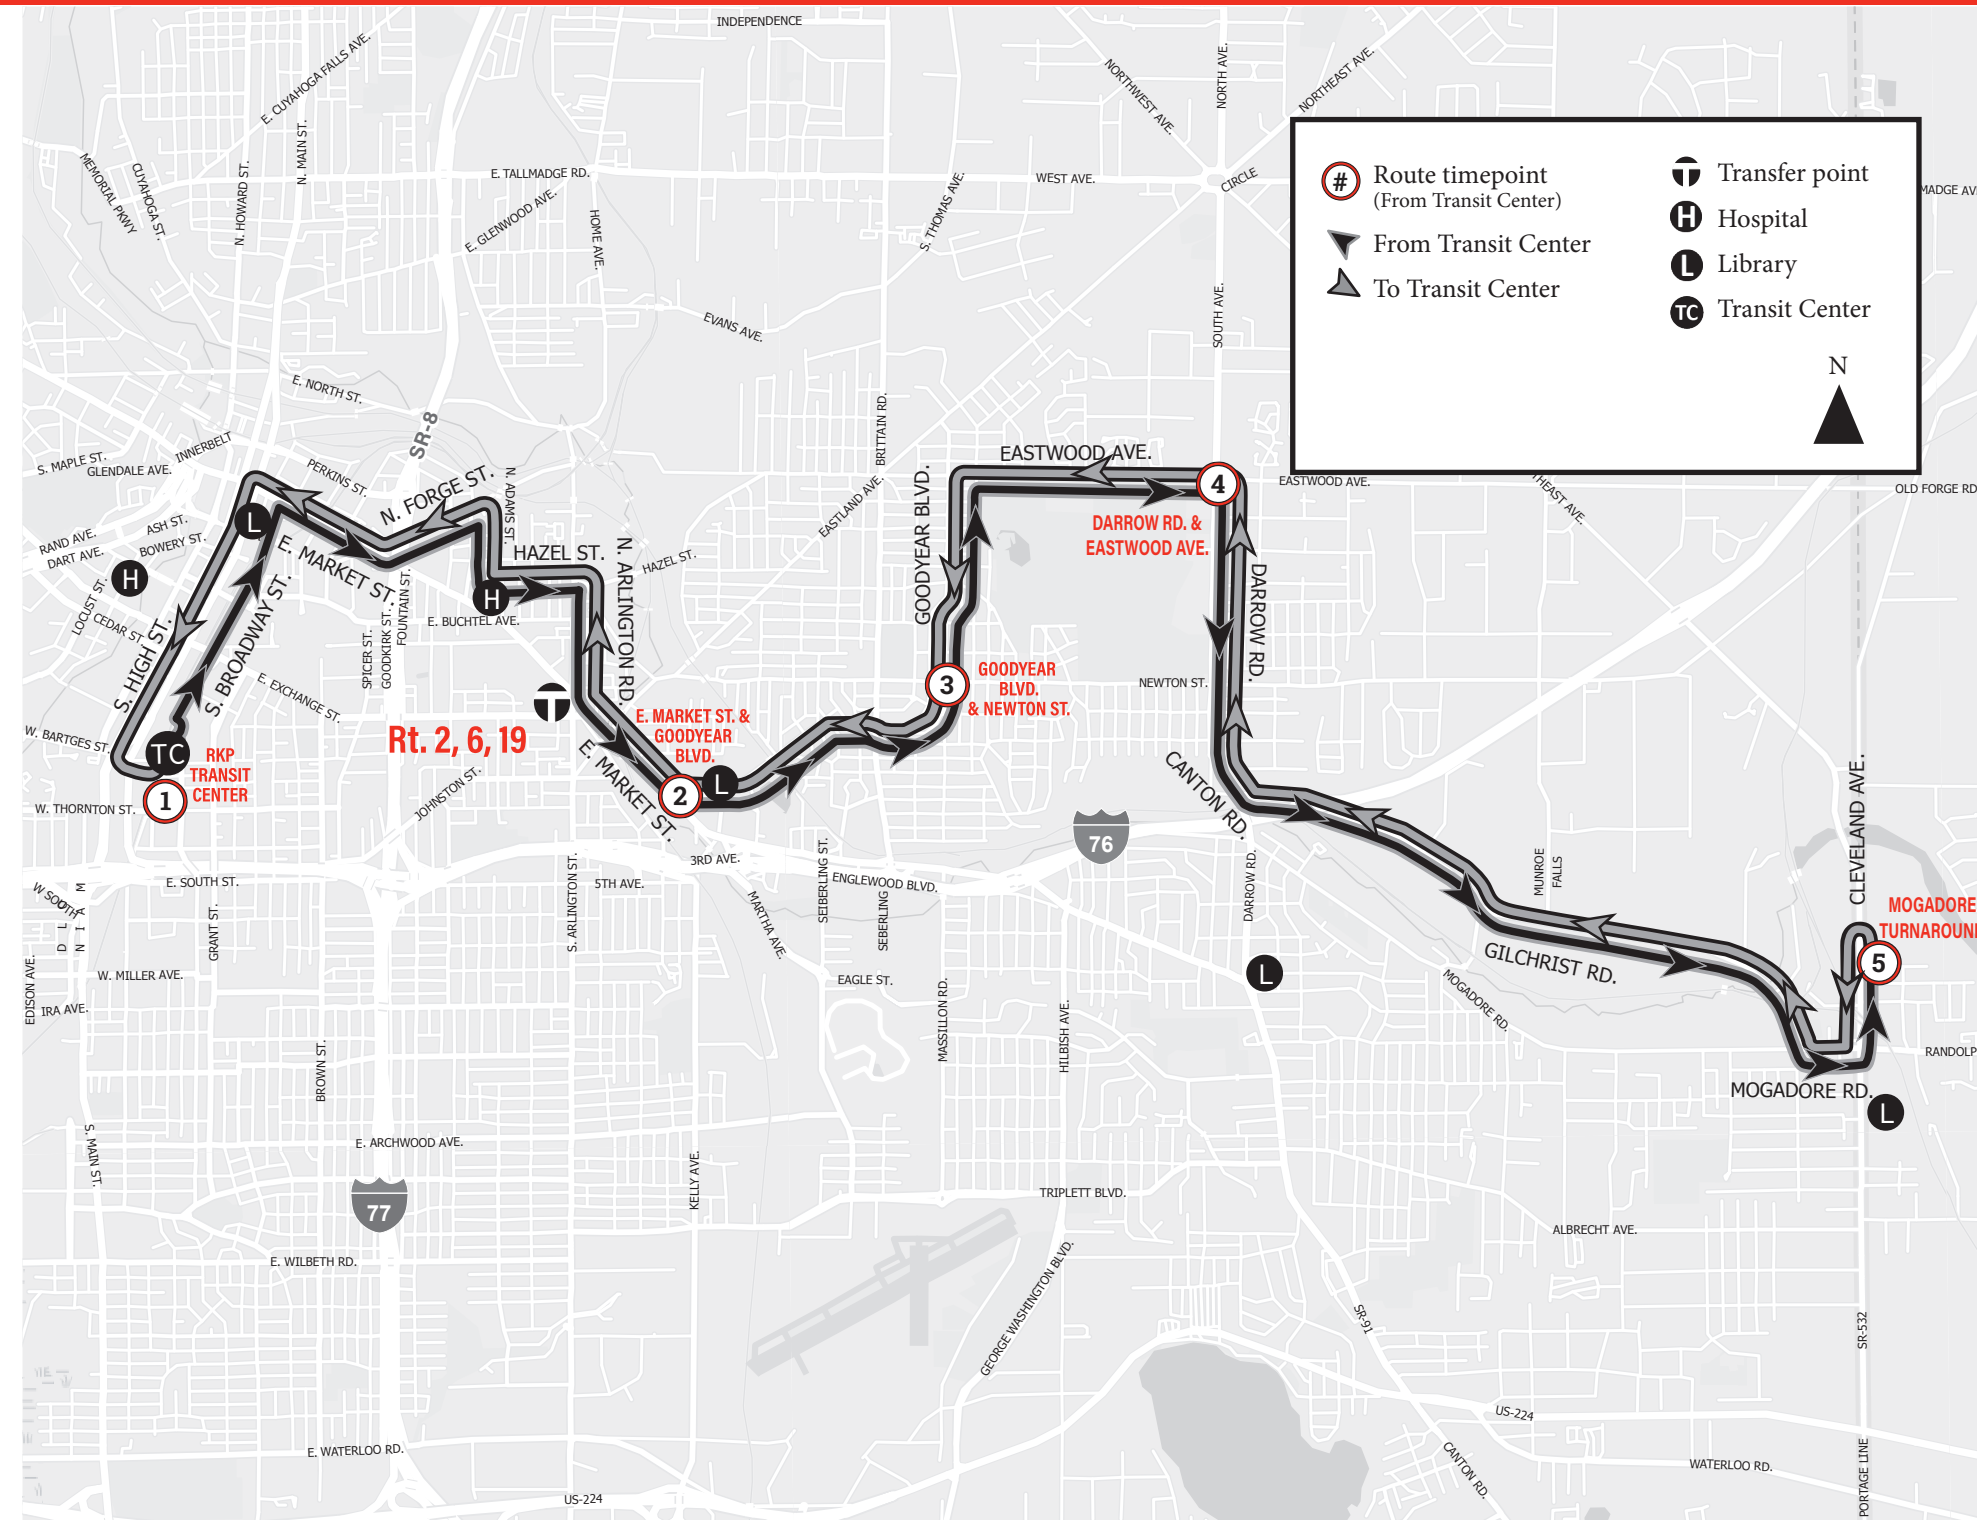 INDEPENDENCE
E. CUYAHOGA FALLS AVE.
NORTHWEST AVE.
NORTH AVE.
NORTHEAST AVE.
MEMORIAL PKWY
CUYAHOGA ST.
N. HOWARD ST.
N. MAIN ST.
E. TALLMADGE RD.
E. GLENWOOD AVE.
HOME AVE.
S. THOMAS AVE.
WEST AVE.
CIRCLE
MADGE AV
#
Route timepoint
(From Transit Center)
From Transit Center
To Transit Center
Transfer point
H Hospital
L Library
TC Transit Center
N
SOUTH AVE.
EVANS AVE.
E. NORTH ST.
SR-8
BRITTAIN RD.
INNERBELT
S. MAPLE ST.
GLENDALE AVE.
PERKINS ST.
N. FORGE ST.
N. ADAMS ST.
EASTLAND AVE.
GOODYEAR BLVD.
EASTWOOD AVE.
4
EASTWOOD AVE.
THEAST AVE.
OLD FORGE RD
DARROW RD. &
EASTWOOD AVE.
RAND AVE.
DART AVE.
ASH ST.
BOWERY ST.
L
E. MARKET ST.
HAZEL ST.
N. ARLINGTON RD.
HAZEL ST.
H
LOCUST ST.
CEDAR ST.
H
E. BUCHTEL AVE.
FOUNTAIN ST.
GOODKIRK ST.
SPICER ST.
S. HIGH ST.
S. BROADWAY ST.
E. EXCHANGE ST.
DARROW RD.
NEWTON ST.
3
GOODYEAR
BLVD.
& NEWTON ST.
W. BARTGES ST.
TC
RKP
TRANSIT
CENTER
1
W. THORNTON ST.
Rt. 2, 6, 19
JOHNSTON ST.
E. MARKET ST. &
GOODYEAR
BLVD.
2
L
E. MARKET ST.
CANTON RD.
76
3RD AVE.
5TH AVE.
S. ARLINGTON ST.
MARTHA AVE.
SEIBERLING ST.
ENGLEWOOD BLVD.
SEBERLING
DARROW RD.
MUNROE
FALLS
CLEVELAND AVE.
MOGADORE
TURNAROUN
5
E. SOUTH ST.
W SOUTH
GRANT ST.
W. MILLER AVE.
EDISON AVE.
IRA AVE.
EAGLE ST.
MASSILLON RD.
HILBISH AVE.
L
GILCHRIST RD.
MOGADORE RD.
RANDOLP
MOGADORE RD.
L
BROWN ST.
S. MAIN ST.
E. ARCHWOOD AVE.
KELLY AVE.
77
TRIPLETT BLVD.
ALBRECHT AVE.
E. WILBETH RD.
GEORGE WASHINGTON BLVD.
SR-91
SR-532
US-224
CANTON RD.
WATERLOO RD.
PORTAGE LINE
E. WATERLOO RD.
US-224